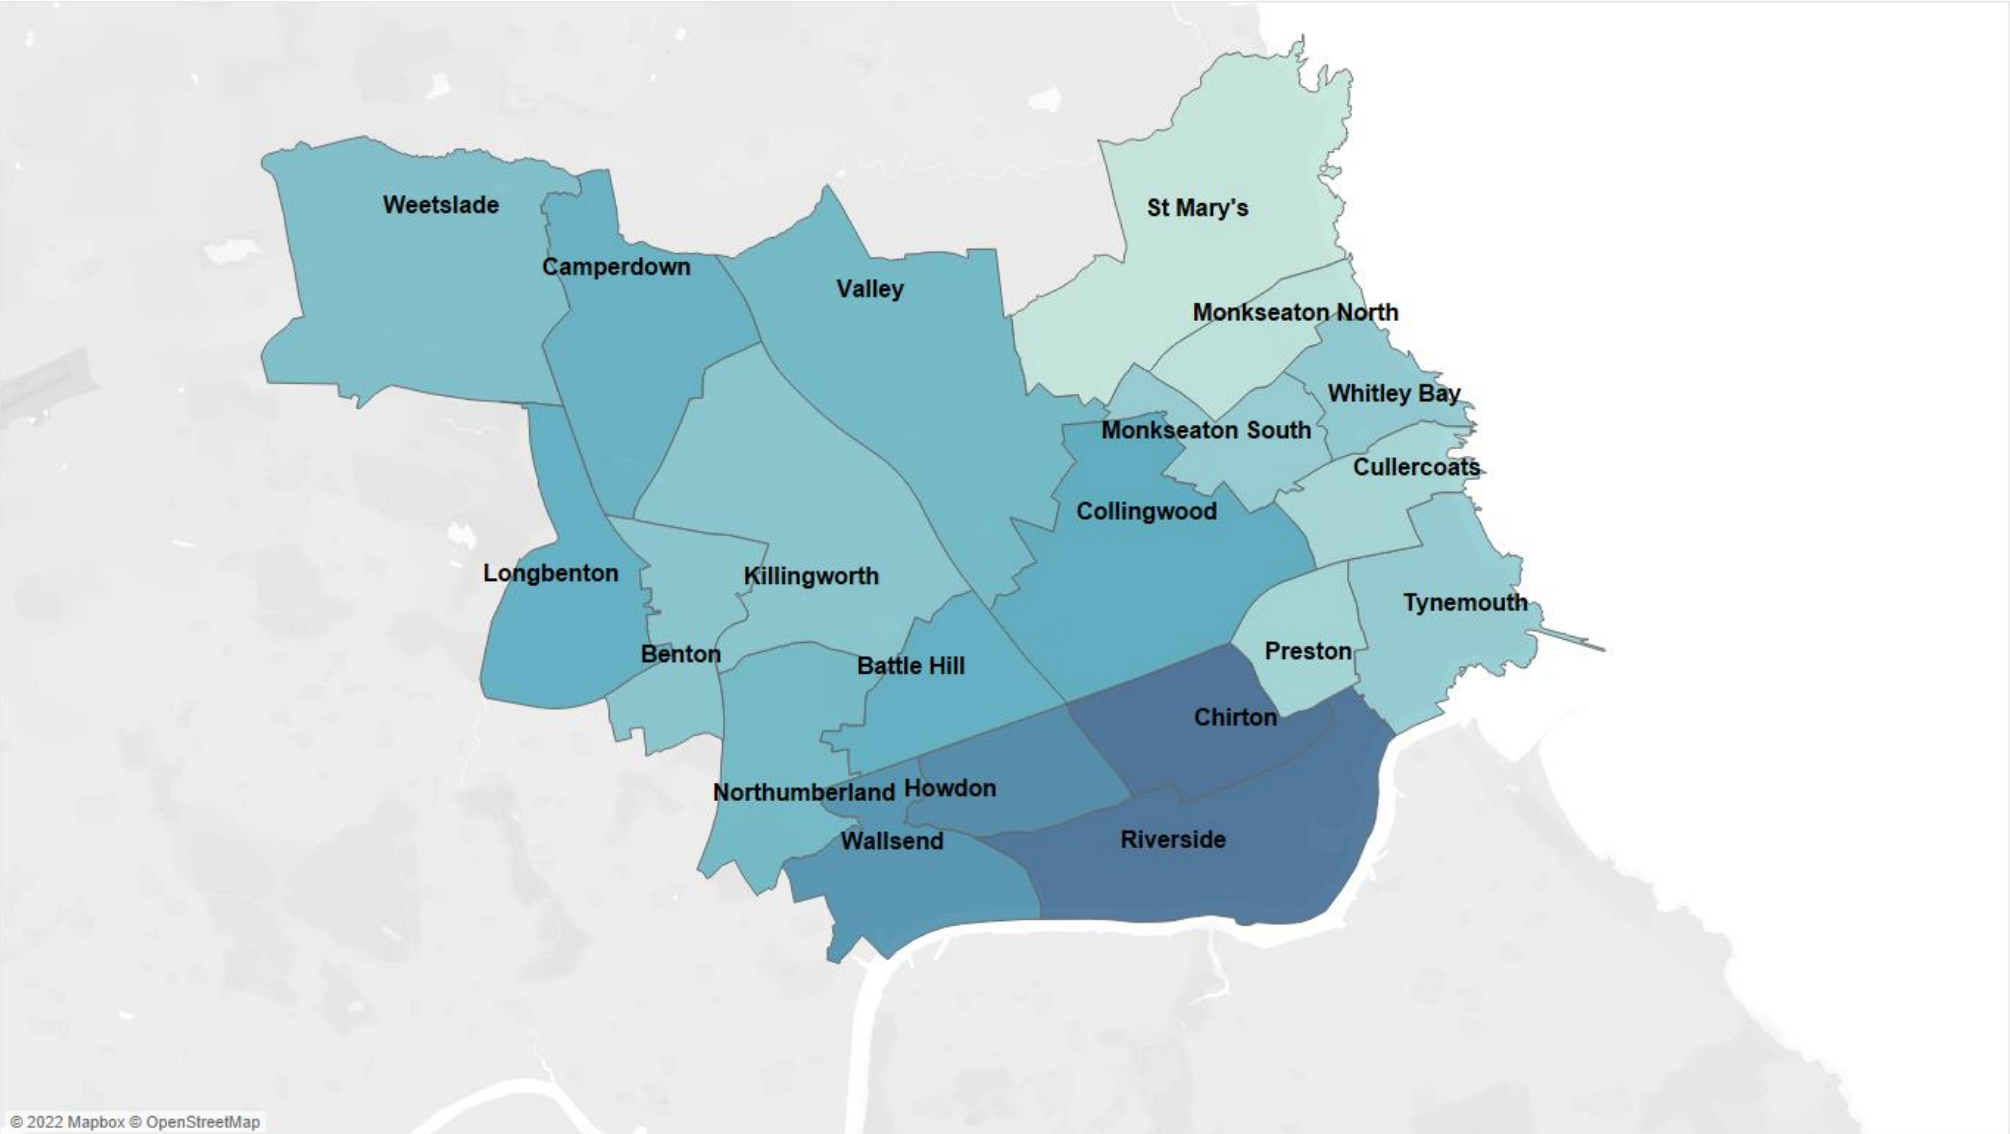 Weetslade
St Mary's
Camperdown
Valley
Monkseaton North
Whitley Bay
Monkseaton South
Cullercoats
Collingwood
Longbenton
Killingworth
Tynemouth
Benton
Battle Hill
Preston
Chirton
Northumberland
Howdon
Wallsend
Riverside
© 2022 Mapbox © OpenStreetMap